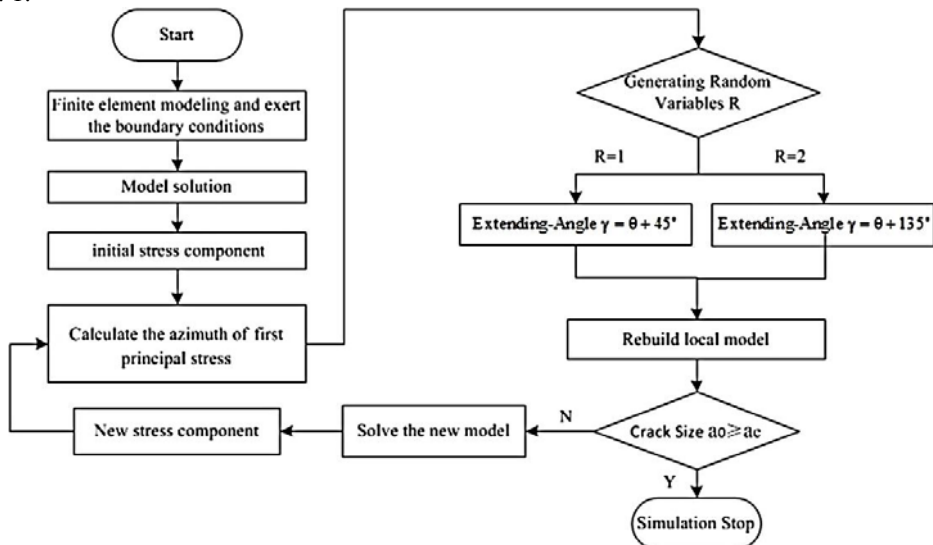 Start
Finite element modeling and exert
the boundary conditions
Model solution
initial stress component
Calculate the azimuth of first
principal stress
Generating Random
Variables R
R=1
R=2
Extending-Angle γ = θ + 45°
Extending-Angle γ = θ + 135°
Rebuild local model
Crack Size a0≥ac
N
Solve the new model
New stress component
Y
Simulation Stop